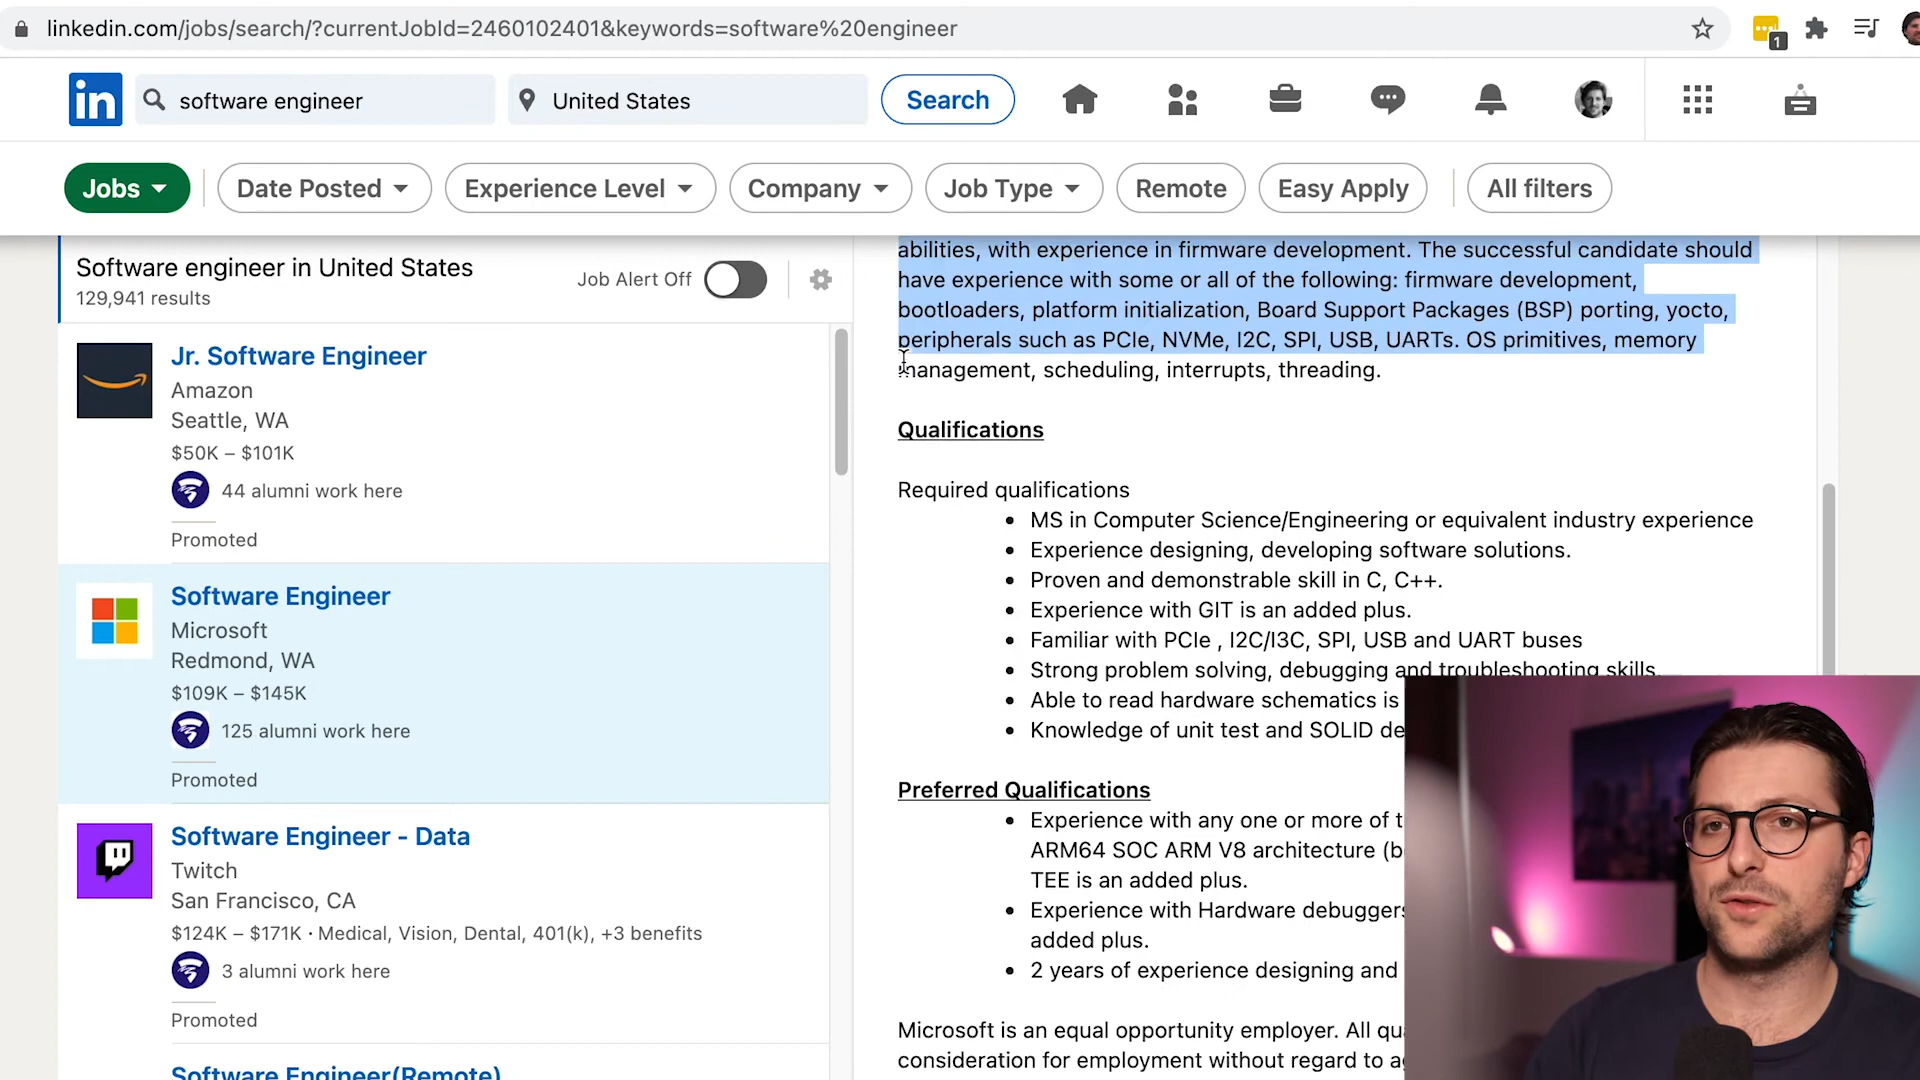 linkedin.com/jobs/search/?currentJobId=2460102401&keywords=software%20engineer
1
in
software engineer
United States
Search
Jobs
Date Posted
Experience Level
Company
Job Type
Remote
Easy Apply
All filters
Software engineer in United States
129,941 results
Job Alert Off
Jr. Software Engineer
Amazon
Seattle, WA
$50K – $101K
44 alumni work here
Promoted
Software Engineer
Microsoft
Redmond, WA
$109K – $145K
125 alumni work here
Promoted
Software Engineer - Data
Twitch
San Francisco, CA
$124K – $171K · Medical, Vision, Dental, 401(k), +3 benefits
3 alumni work here
Promoted
Software Engineer(Remote)
abilities, with experience in firmware development. The successful candidate should
have experience with some or all of the following: firmware development,
bootloaders, platform initialization, Board Support Packages (BSP) porting, yocto,
peripherals such as PCIe, NVMe, I2C, SPI, USB, UARTs. OS primitives, memory
management, scheduling, interrupts, threading.
Qualifications
Required qualifications
• MS in Computer Science/Engineering or equivalent industry experience
• Experience designing, developing software solutions.
• Proven and demonstrable skill in C, C++.
• Experience with GIT is an added plus.
• Familiar with PCIe , I2C/I3C, SPI, USB and UART buses
• Strong problem solving, debugging and troubleshooting skills.
• Able to read hardware schematics is
• Knowledge of unit test and SOLID de
Preferred Qualifications
• Experience with any one or more of t
ARM64 SOC ARM V8 architecture (b
TEE is an added plus.
• Experience with Hardware debuggers
added plus.
• 2 years of experience designing and
Microsoft is an equal opportunity employer. All qu
consideration for employment without regard to a